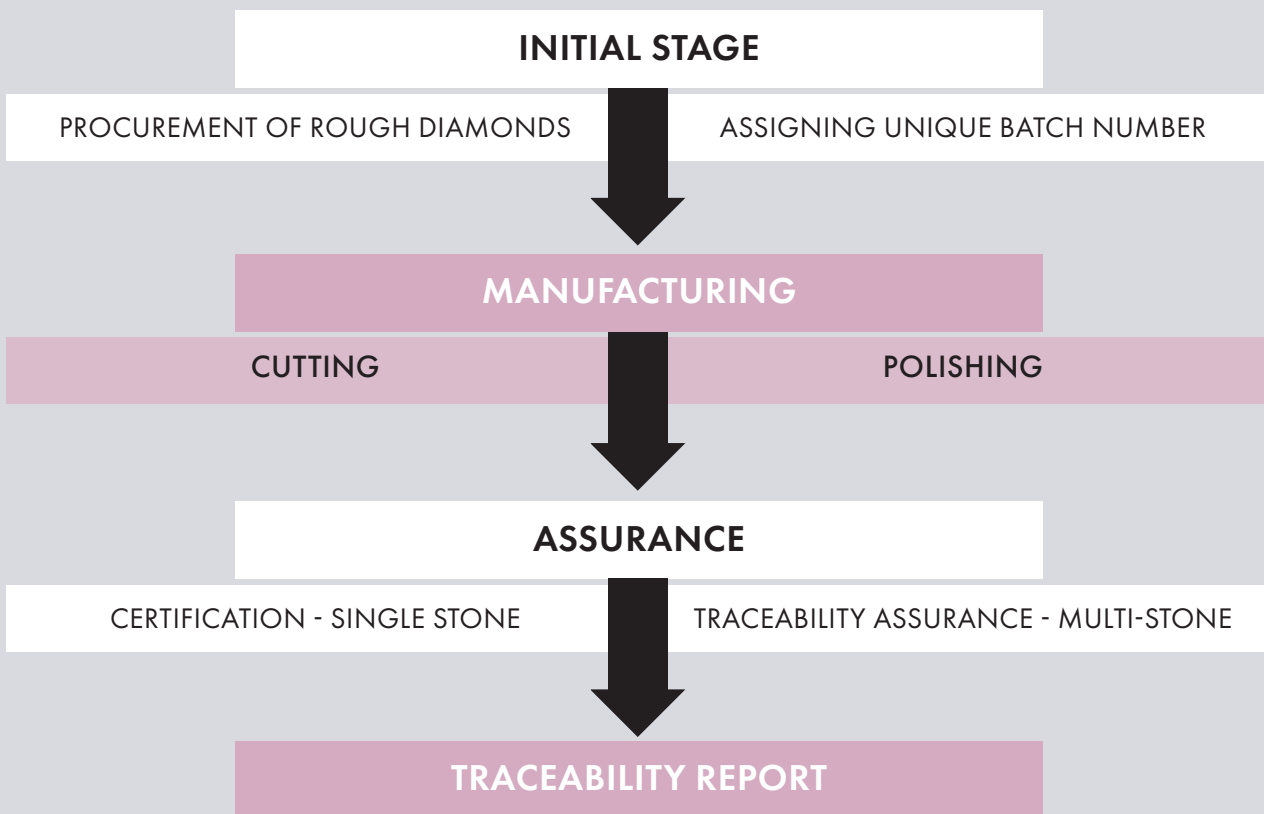 INITIAL STAGE
PROCUREMENT OF ROUGH DIAMONDS
ASSIGNING UNIQUE BATCH NUMBER
MANUFACTURING
CUTTING
POLISHING
ASSURANCE
CERTIFICATION - SINGLE STONE
TRACEABILITY ASSURANCE - MULTI-STONE
TRACEABILITY REPORT